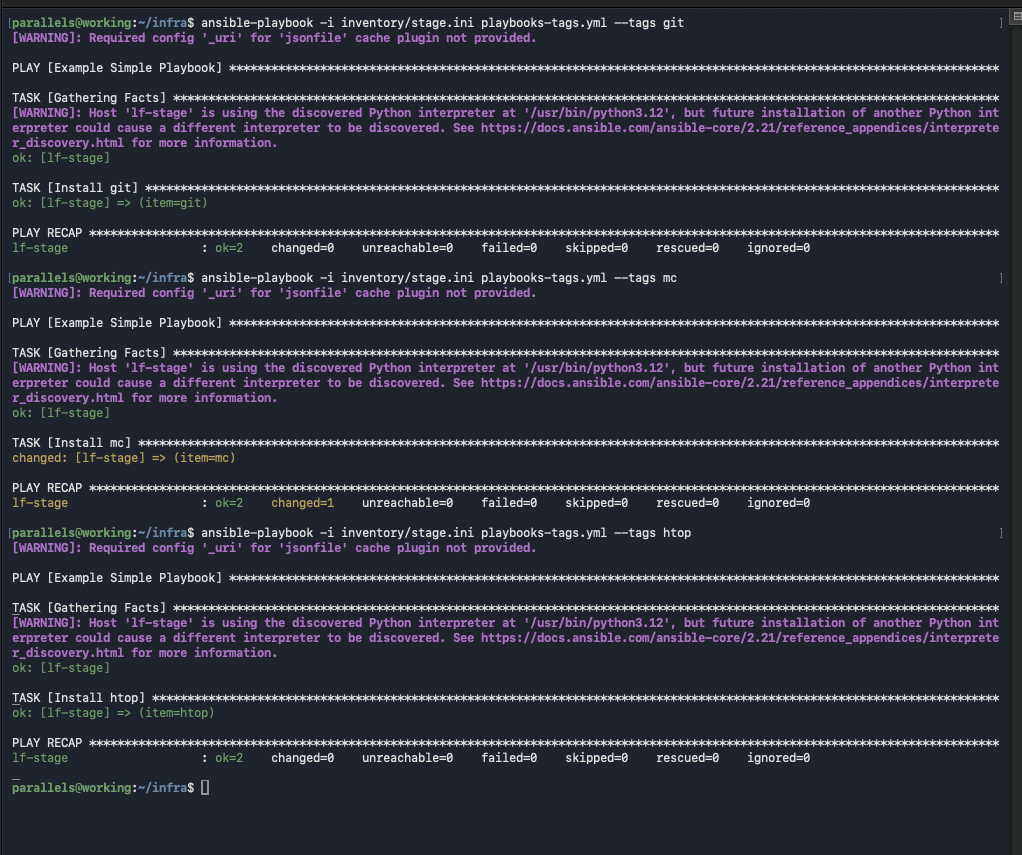 [parallels@working:~/infra$ ansible-playbook -i inventory/stage.ini playbooks-tags.yml --tags git ]
[WARNING]: Required config '_uri' for 'jsonfile' cache plugin not provided.
PLAY [Example Simple Playbook] **************************************************************************************************************
TASK [Gathering Facts] **********************************************************************************************************************
[WARNING]: Host 'lf-stage' is using the discovered Python interpreter at '/usr/bin/python3.12', but future installation of another Python int
erpreter could cause a different interpreter to be discovered. See https://docs.ansible.com/ansible-core/2.21/reference_appendices/interprete
r_discovery.html for more information.
ok: [lf-stage]
TASK [Install git] **************************************************************************************************************************
ok: [lf-stage] => (item=git)
PLAY RECAP **********************************************************************************************************************************
lf-stage                   : ok=2    changed=0    unreachable=0    failed=0    skipped=0    rescued=0    ignored=0
[parallels@working:~/infra$ ansible-playbook -i inventory/stage.ini playbooks-tags.yml --tags mc ]
[WARNING]: Required config '_uri' for 'jsonfile' cache plugin not provided.
PLAY [Example Simple Playbook] **************************************************************************************************************
TASK [Gathering Facts] **********************************************************************************************************************
[WARNING]: Host 'lf-stage' is using the discovered Python interpreter at '/usr/bin/python3.12', but future installation of another Python int
erpreter could cause a different interpreter to be discovered. See https://docs.ansible.com/ansible-core/2.21/reference_appendices/interprete
r_discovery.html for more information.
ok: [lf-stage]
TASK [Install mc] ***************************************************************************************************************************
changed: [lf-stage] => (item=mc)
PLAY RECAP **********************************************************************************************************************************
lf-stage                   : ok=2    changed=1    unreachable=0    failed=0    skipped=0    rescued=0    ignored=0
[parallels@working:~/infra$ ansible-playbook -i inventory/stage.ini playbooks-tags.yml --tags htop ]
[WARNING]: Required config '_uri' for 'jsonfile' cache plugin not provided.
PLAY [Example Simple Playbook] **************************************************************************************************************
TASK [Gathering Facts] **********************************************************************************************************************
[WARNING]: Host 'lf-stage' is using the discovered Python interpreter at '/usr/bin/python3.12', but future installation of another Python int
erpreter could cause a different interpreter to be discovered. See https://docs.ansible.com/ansible-core/2.21/reference_appendices/interprete
r_discovery.html for more information.
ok: [lf-stage]
TASK [Install htop] *************************************************************************************************************************
ok: [lf-stage] => (item=htop)
PLAY RECAP **********************************************************************************************************************************
lf-stage                   : ok=2    changed=0    unreachable=0    failed=0    skipped=0    rescued=0    ignored=0
parallels@working:~/infra$